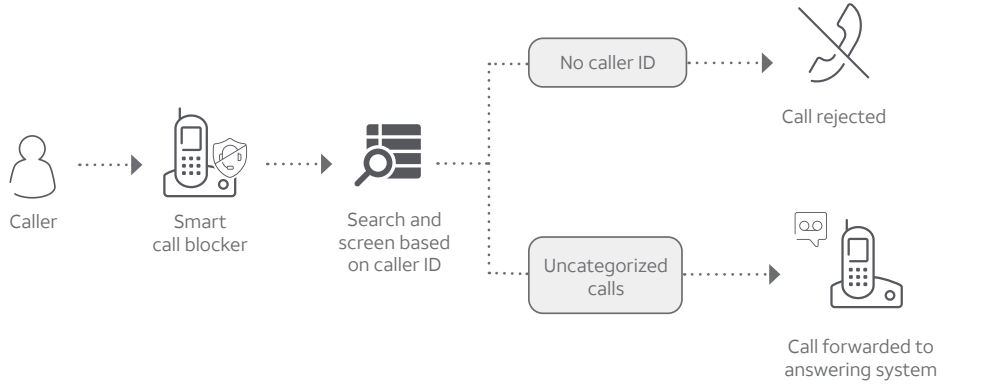 No caller ID
Call rejected
Caller
Smart
call blocker
Search and
screen based
on caller ID
Uncategorized
calls
Call forwarded to
answering system